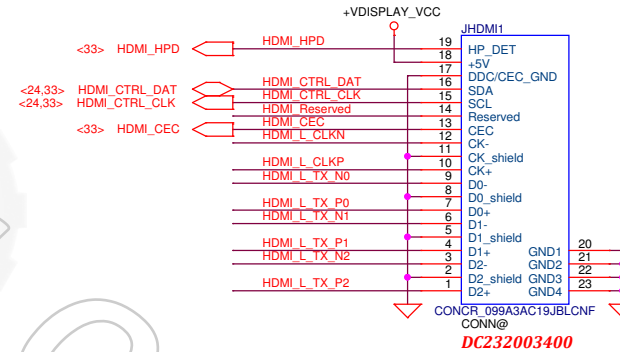 +VDISPLAY_VCC
JHDMI1
<33> HDMI_HPD HDMI_HPD 19 HP_DET
18 +5V
17 DDC/CEC_GND
<24,33> HDMI_CTRL_DAT HDMI_CTRL_DAT 16 SDA
<24,33> HDMI_CTRL_CLK HDMI_CTRL_CLK 15 SCL
HDMI_Reserved 14 Reserved
<33> HDMI_CEC HDMI_CEC 13 CEC
HDMI_L_CLKN 12 CK-
11 CK_shield
HDMI_L_CLKP 10 CK+
HDMI_L_TX_N0 9 D0-
8 D0_shield
HDMI_L_TX_P0 7 D0+
HDMI_L_TX_N1 6 D1-
5 D1_shield
HDMI_L_TX_P1 4 D1+ GND1 20
HDMI_L_TX_N2 3 D2- GND2 21
2 D2_shield GND3 22
HDMI_L_TX_P2 1 D2+ GND4 23
CONCR_099A3AC19JBLCNF
CONN@
DC232003400